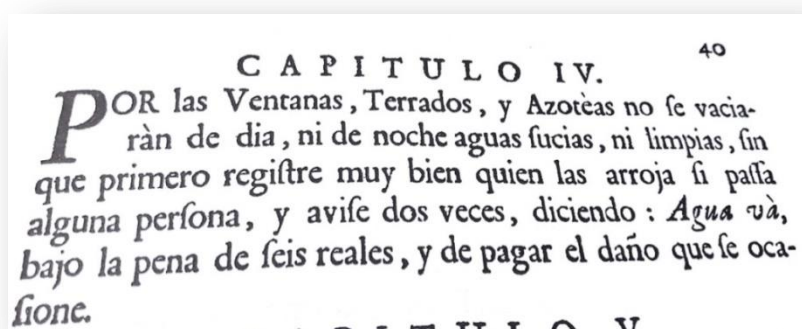 40
CAPITULO IV.
POR las Ventanas, Terrados, y Azotèas no ſe vacia-
ràn de dia, ni de noche aguas ſucias, ni limpias, ſin
que primero regiſtre muy bien quien las arroja ſi paſſa
alguna perſona, y aviſe dos veces, diciendo: Agua và,
bajo la pena de ſeis reales, y de pagar el daño que ſe oca-
ſione.